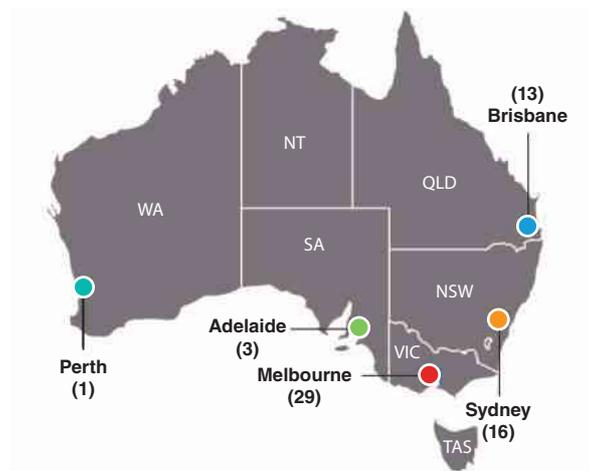 (13)
Brisbane
NT
QLD
WA
SA
NSW
Adelaide
(3)
VIC
Perth
(1)
Melbourne
(29)
Sydney
(16)
TAS